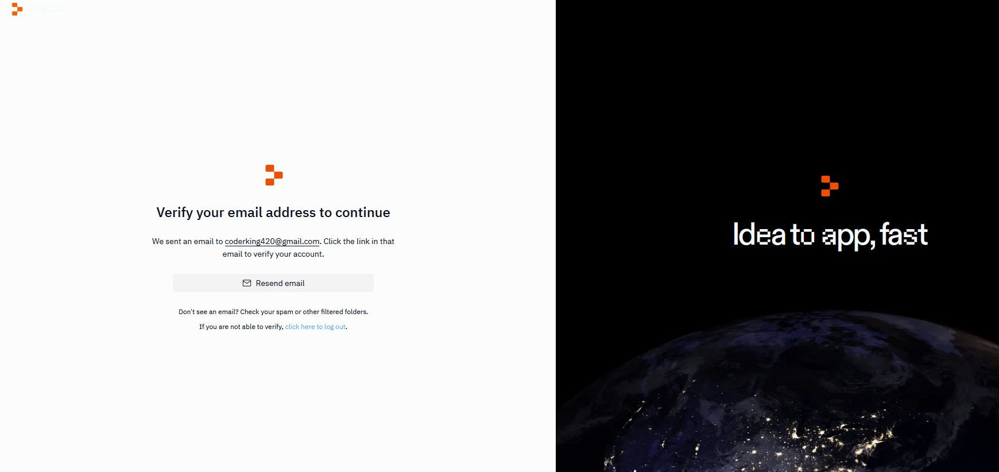 replit
Verify your email address to continue
We sent an email to coderking420@gmail.com. Click the link in that
email to verify your account.
Resend email
Don't see an email? Check your spam or other filtered folders.
If you are not able to verify, click here to log out.
Idea to app, fast